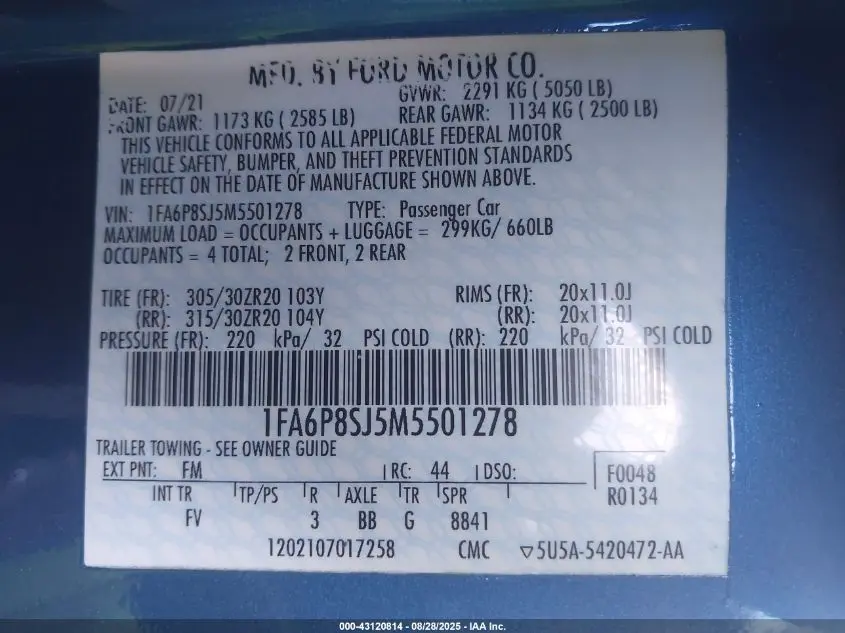 MFD. BY FORD MOTOR CO.
DATE: 07/21 GVWR: 2291 KG ( 5050 LB)
FRONT GAWR: 1173 KG ( 2585 LB) REAR GAWR: 1134 KG ( 2500 LB)
THIS VEHICLE CONFORMS TO ALL APPLICABLE FEDERAL MOTOR
VEHICLE SAFETY, BUMPER, AND THEFT PREVENTION STANDARDS
IN EFFECT ON THE DATE OF MANUFACTURE SHOWN ABOVE.
VIN: 1FA6P8SJ5M5501278 TYPE: Passenger Car
MAXIMUM LOAD = OCCUPANTS + LUGGAGE = 299KG/ 660LB
OCCUPANTS = 4 TOTAL; 2 FRONT, 2 REAR
TIRE (FR): 305/30ZR20 103Y RIMS (FR): 20x11.0J
(RR): 315/30ZR20 104Y (RR): 20x11.0J
PRESSURE (FR): 220 kPa/ 32 PSI COLD (RR): 220 kPa/ 32 PSI COLD
1FA6P8SJ5M5501278
TRAILER TOWING - SEE OWNER GUIDE
EXT PNT: FM RC: 44 DSO: F0048
INT TR TP/PS R AXLE TR SPR R0134
FV 3 BB G 8841
1202107017258 CMC ▽5U5A-5420472-AA
000-43120814 - 08/28/2025 - IAA Inc.